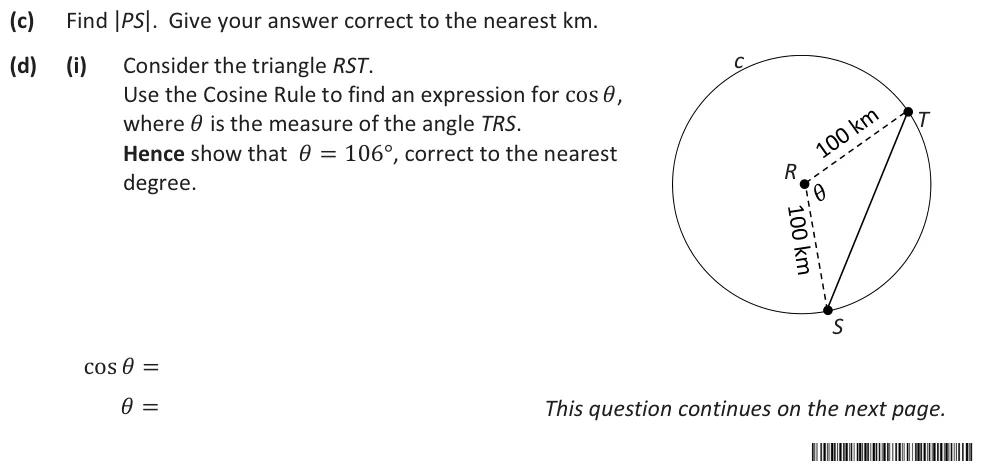 (c) Find |PS|. Give your answer correct to the nearest km.
(d) (i) Consider the triangle RST.
Use the Cosine Rule to find an expression for cos θ,
where θ is the measure of the angle TRS.
Hence show that θ = 106°, correct to the nearest
degree.
c
T
100 km
R
θ
100 km
S
cos θ =
θ =
This question continues on the next page.